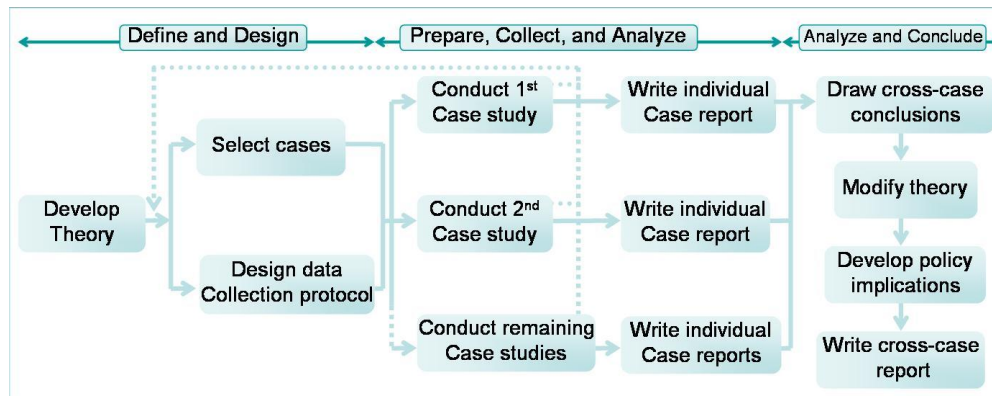 Define and Design
Prepare, Collect, and Analyze
Analyze and Conclude
Develop
Theory
Select cases
Design data
Collection protocol
Conduct 1st
Case study
Write individual
Case report
Conduct 2nd
Case study
Write individual
Case report
Conduct remaining
Case studies
Write individual
Case reports
Draw cross-case
conclusions
Modify theory
Develop policy
implications
Write cross-case
report